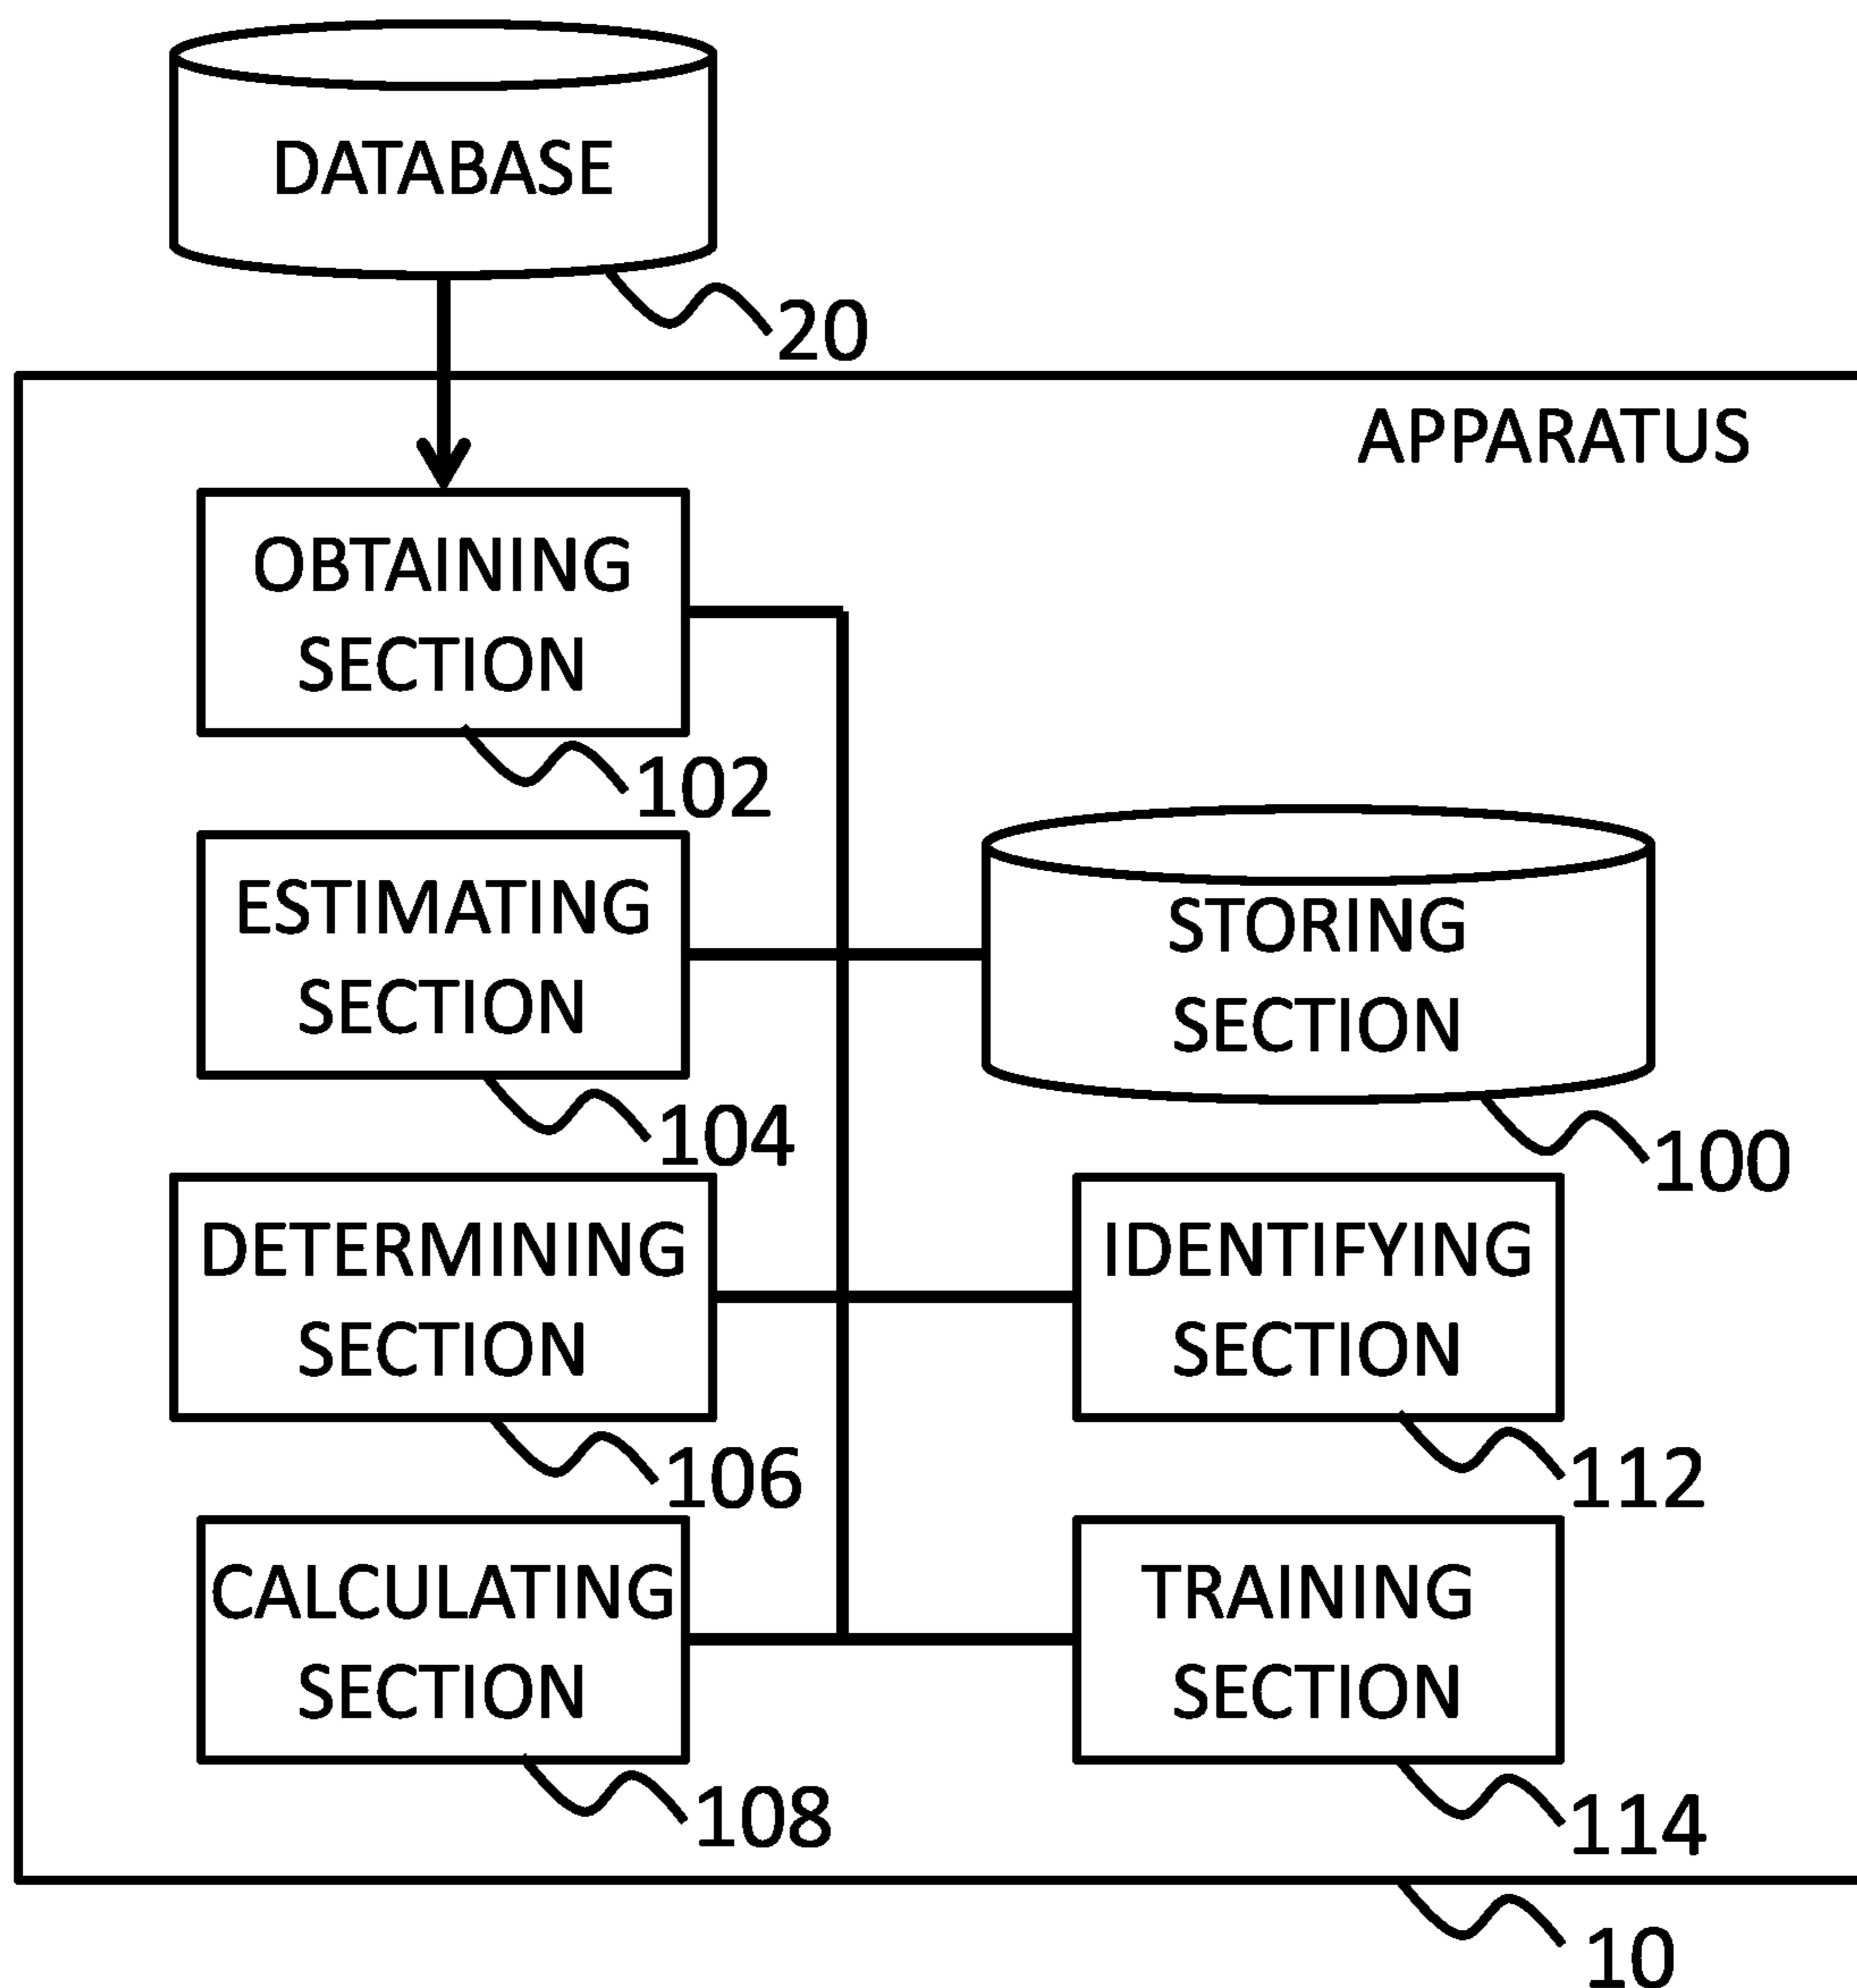 DATABASE
20
APPARATUS
OBTAINING
SECTION
102
ESTIMATING
SECTION
104
STORING
SECTION
100
DETERMINING
SECTION
106
IDENTIFYING
SECTION
112
CALCULATING
SECTION
108
TRAINING
SECTION
114
10